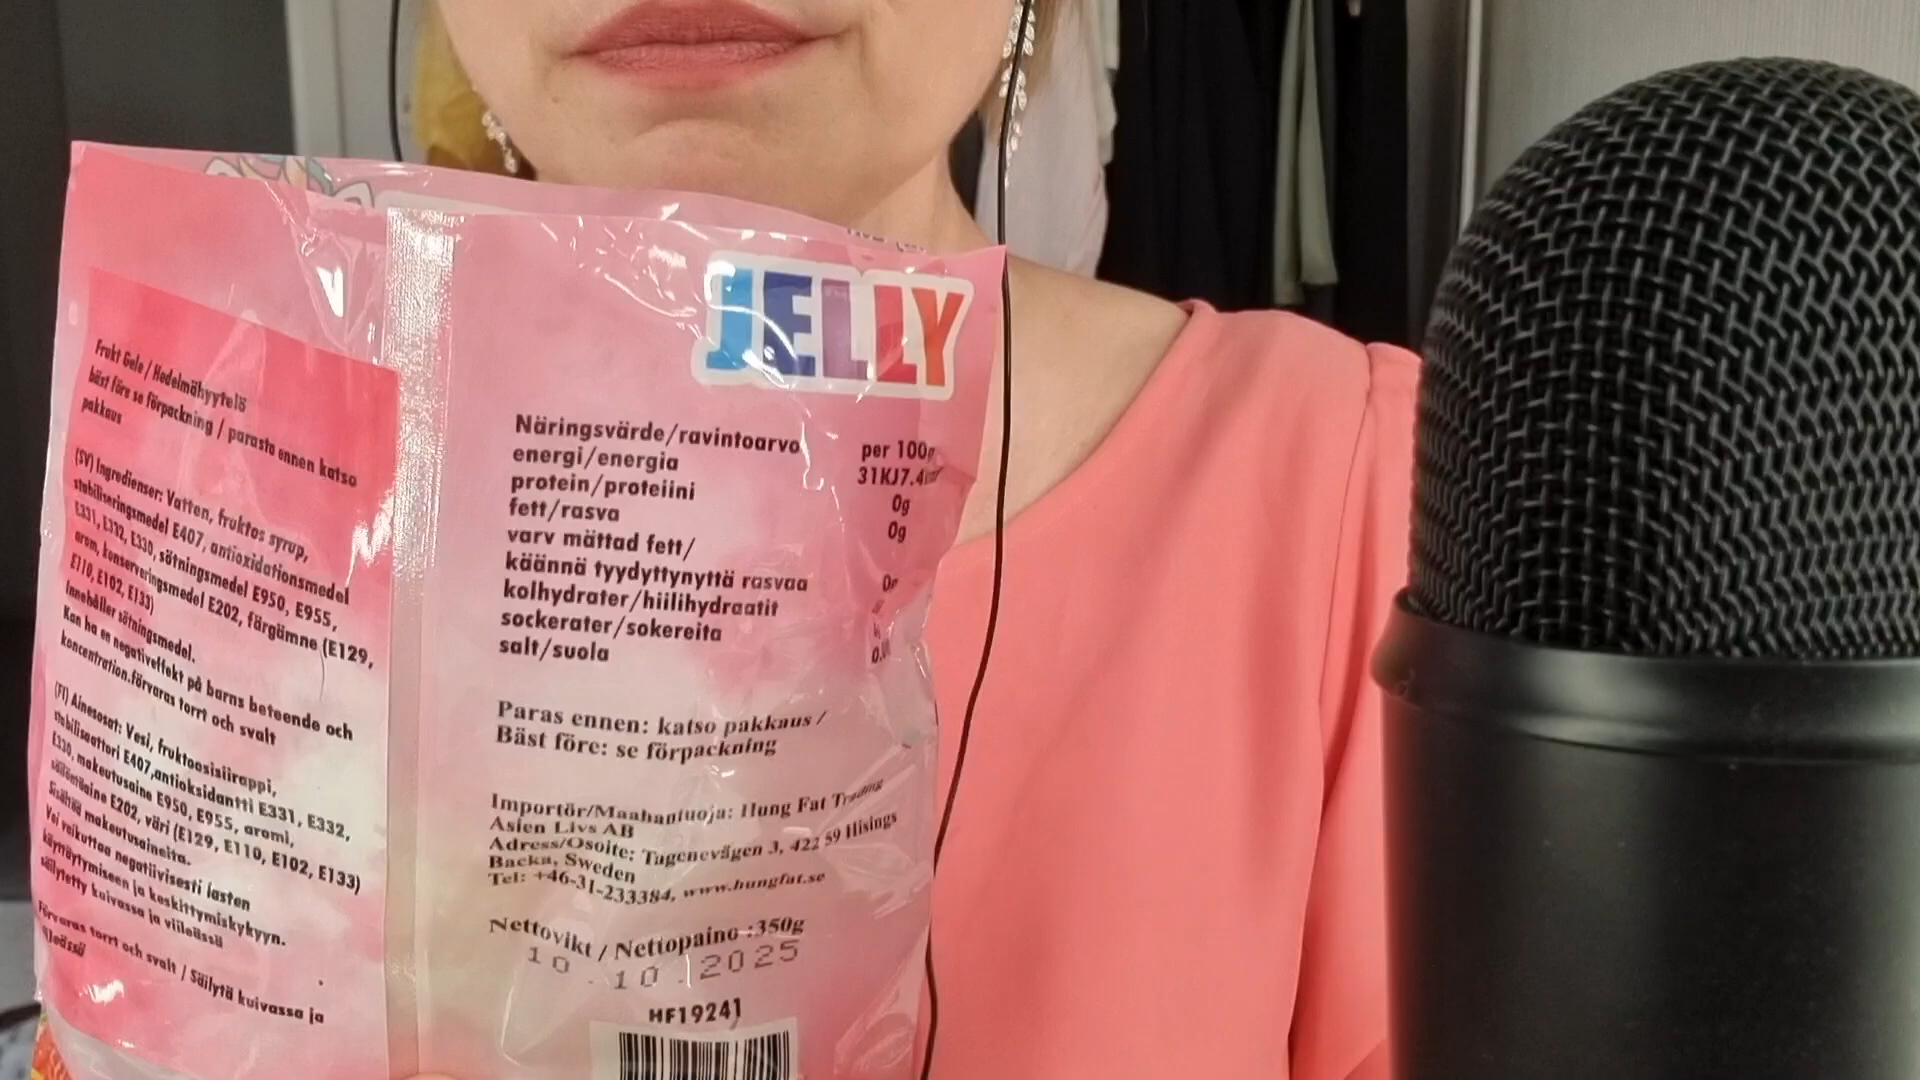 Frukt Gele / Hedelmähyytelö
bäst före se förpackning / parasta ennen katso
pakkaus
(SV) Ingredienser: Vatten, fruktos syrup,
stabiliseringsmedel E407, antioxidationsmedel
E331, E332, E330, sötningsmedel E950, E955,
arom, konserveringsmedel E202, färgämne (E129,
E110, E102, E133)
Innehåller sötningsmedel.
Kan ha en negativeffekt på barns beteende och
koncentration.förvaras torrt och svalt
(FI) Ainesosat: Vesi, fruktoosisiirappi,
stabilisaattori E407,antioksidantti E331, E332,
E330, makeutusaine E950, E955, aromi,
säilöntäaine E202, väri (E129, E110, E102, E133)
Sisältää makeutusaineita.
Voi vaikuttaa negatiivisesti lasten
käyttäytymiseen ja keskittymiskykyyn.
säilytetty kuivassa ja viileässä
Förvaras torrt och svalt / Säilytä kuivassa ja
viileässä
JELLY
Näringsvärde/ravintoarvo per 100g
energi/energia 31KJ7.4
protein/proteiini 0g
fett/rasva 0g
varv mättad fett/
käännä tyydyttynyttä rasvaa 0g
kolhydrater/hiilihydraatit
sockerater/sokereita
salt/suola
Paras ennen: katso pakkaus /
Bäst före: se förpackning
Importör/Maahantuoja: Hung Fat Trading
Asien Livs AB
Adress/Osoite: Tagenevägen 3, 422 59 Hisings
Backa, Sweden
Tel: +46-31-233384, www.hungfat.se
Nettovikt / Nettopaino :350g
10 .10 .2025
HF19241